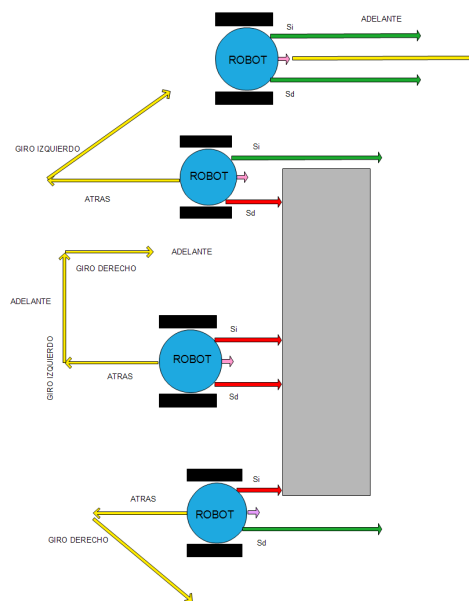 Si
ADELANTE
ROBOT
Sd
GIRO IZQUIERDO
Si
ROBOT
ATRAS
Sd
ADELANTE
GIRO DERECHO
ADELANTE
Si
ROBOT
GIRO IZQUIERDO
ATRAS
Sd
Si
ATRAS
ROBOT
GIRO DERECHO
Sd